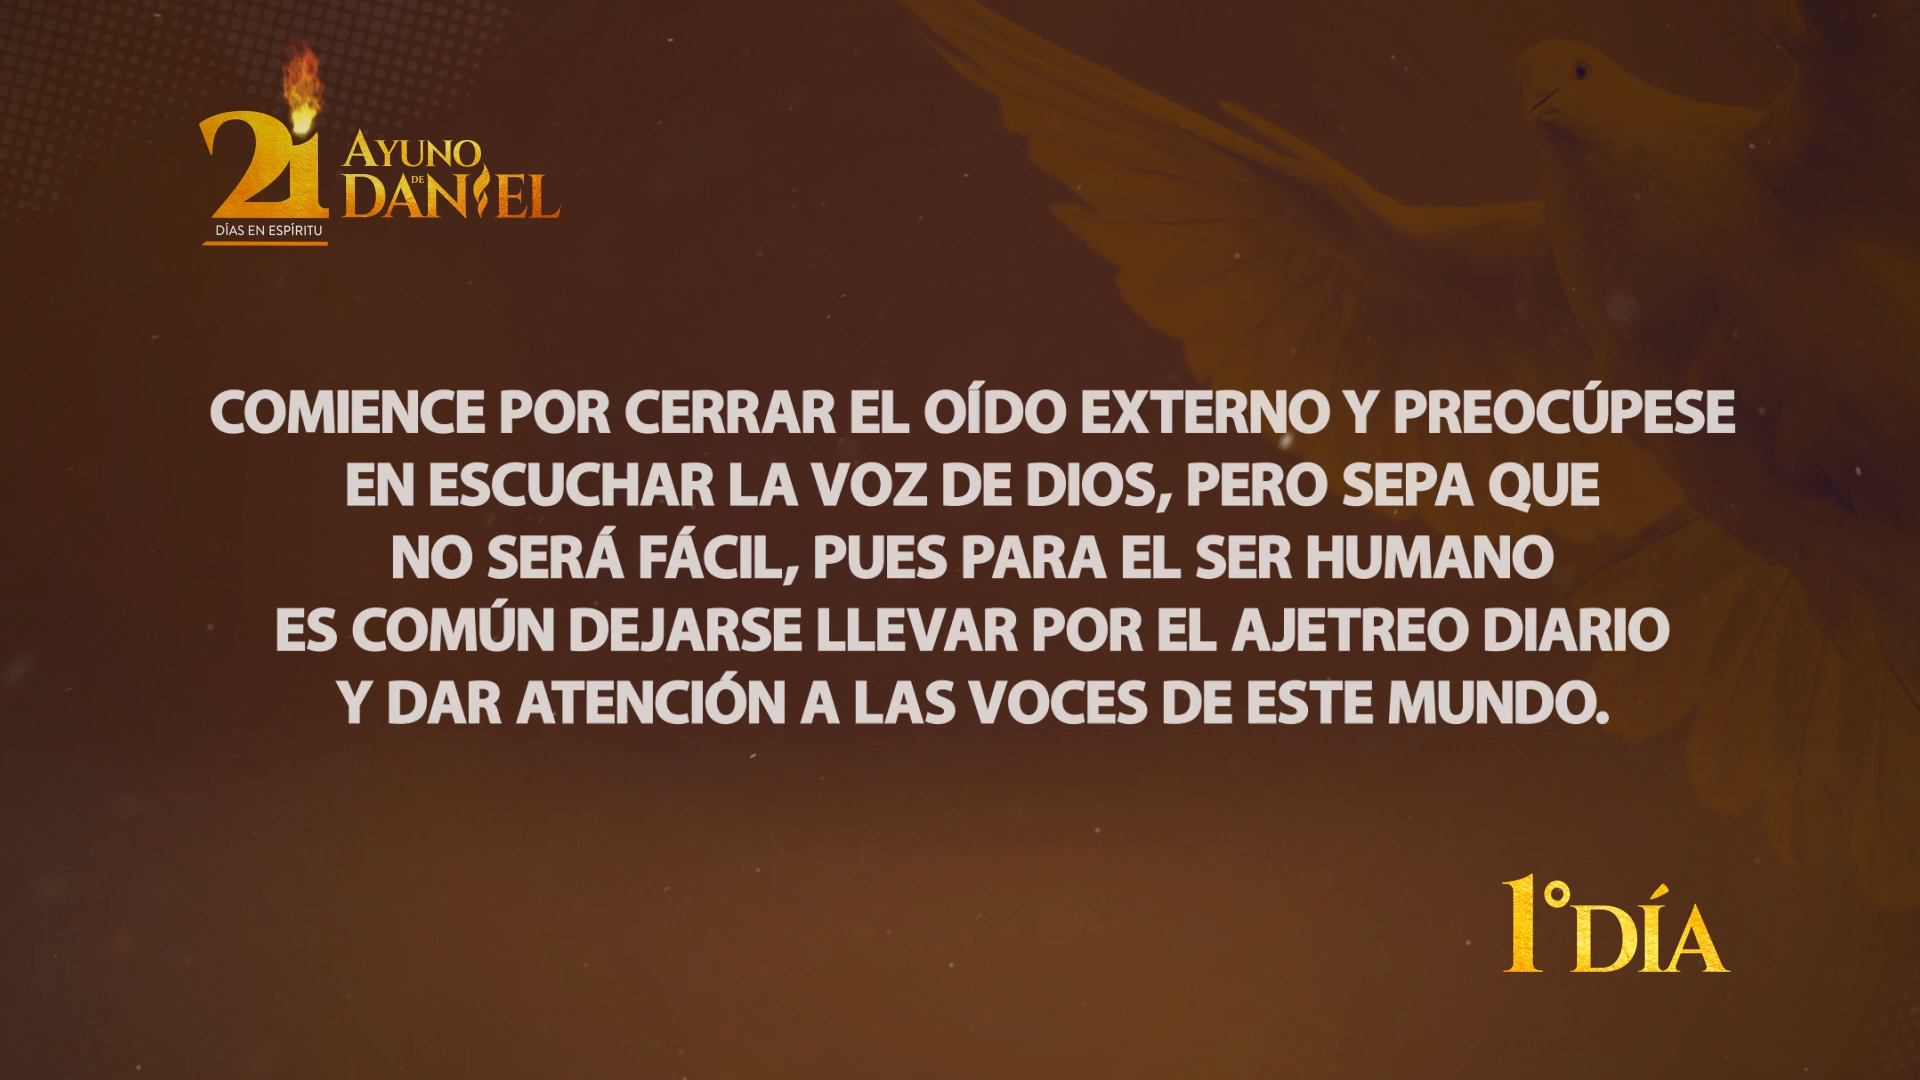 21
DÍAS EN ESPÍRITU
AYUNO
DE
DANIEL
COMIENCE POR CERRAR EL OÍDO EXTERNO Y PREOCÚPESE
EN ESCUCHAR LA VOZ DE DIOS, PERO SEPA QUE
NO SERÁ FÁCIL, PUES PARA EL SER HUMANO
ES COMÚN DEJARSE LLEVAR POR EL AJETREO DIARIO
Y DAR ATENCIÓN A LAS VOCES DE ESTE MUNDO.
1° DÍA